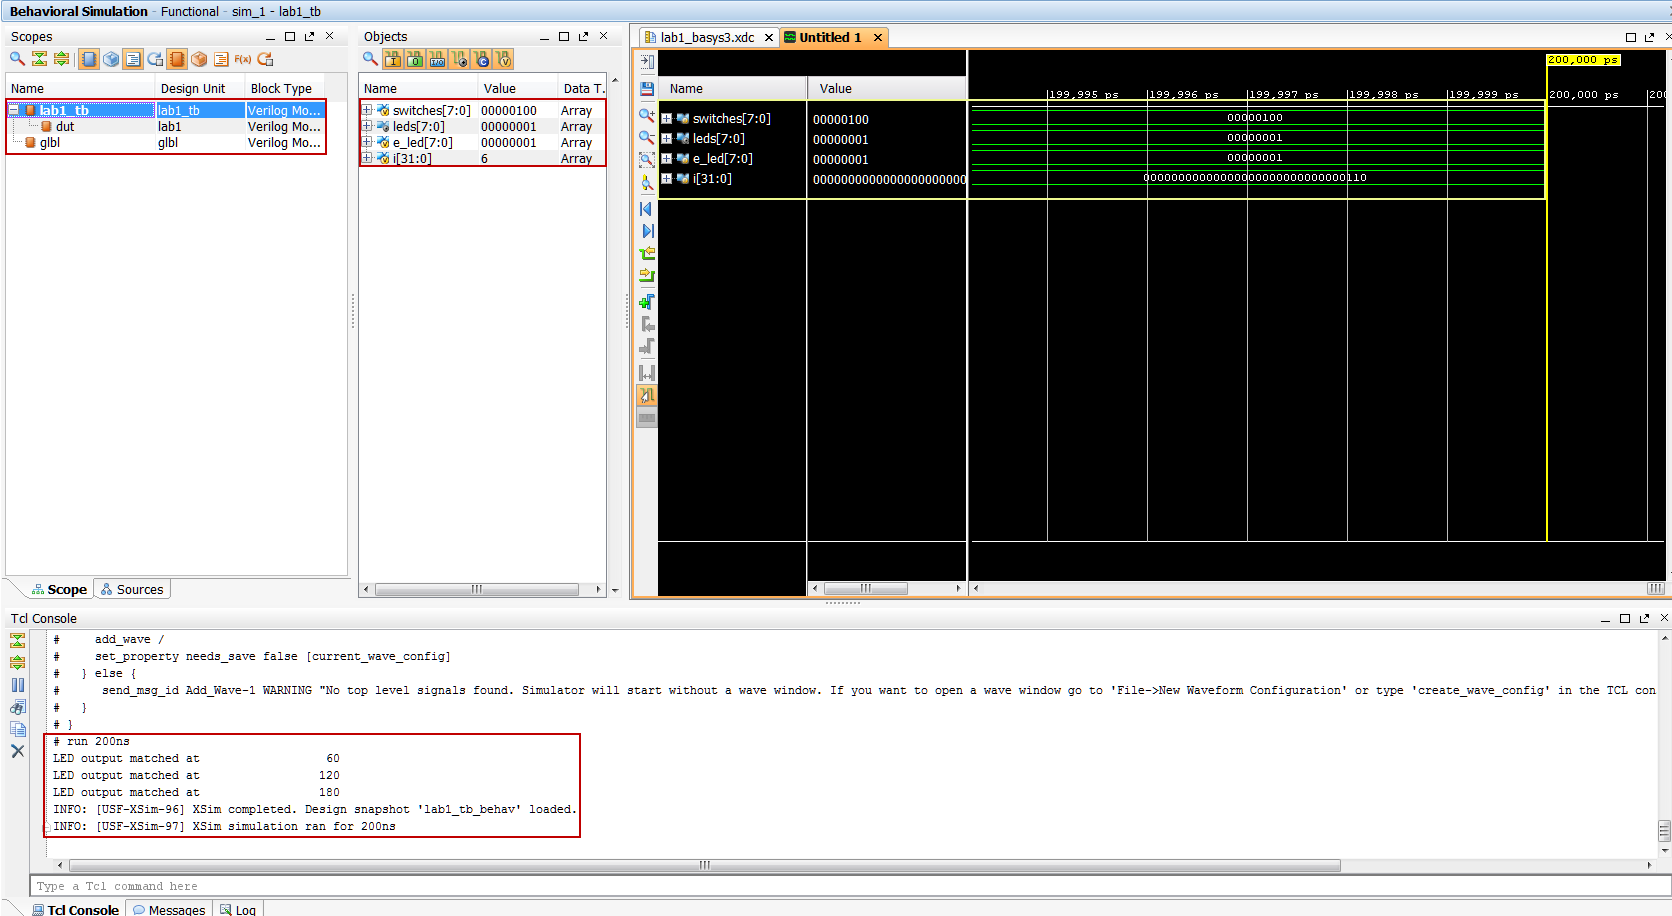 Behavioral Simulation - Functional - sim_1 - lab1_tb
Scopes
Name Design Unit Block Type
lab1_tb lab1_tb Verilog Mo...
dut lab1 Verilog Mo...
glbl glbl Verilog Mo...
Scope Sources
Objects
Name Value Data T...
switches[7:0] 00000100 Array
leds[7:0] 00000001 Array
e_led[7:0] 00000001 Array
i[31:0] 6 Array
lab1_basys3.xdc Untitled 1
200,000 ps
Name Value
199,995 ps 199,996 ps 199,997 ps 199,998 ps 199,999 ps 200,000 ps 200
switches[7:0] 00000100 00000100
leds[7:0] 00000001 00000001
e_led[7:0] 00000001 00000001
i[31:0] 0000000000000000000000 00000000000000000000000000000110
Tcl Console
# add_wave /
# set_property needs_save false [current_wave_config]
# } else {
# send_msg_id Add_Wave-1 WARNING "No top level signals found. Simulator will start without a wave window. If you want to open a wave window go to 'File->New Waveform Configuration' or type 'create_wave_config' in the TCL con
# }
# }
# run 200ns
LED output matched at 60
LED output matched at 120
LED output matched at 180
INFO: [USF-XSim-96] XSim completed. Design snapshot 'lab1_tb_behav' loaded.
INFO: [USF-XSim-97] XSim simulation ran for 200ns
Type a Tcl command here
Tcl Console Messages Log